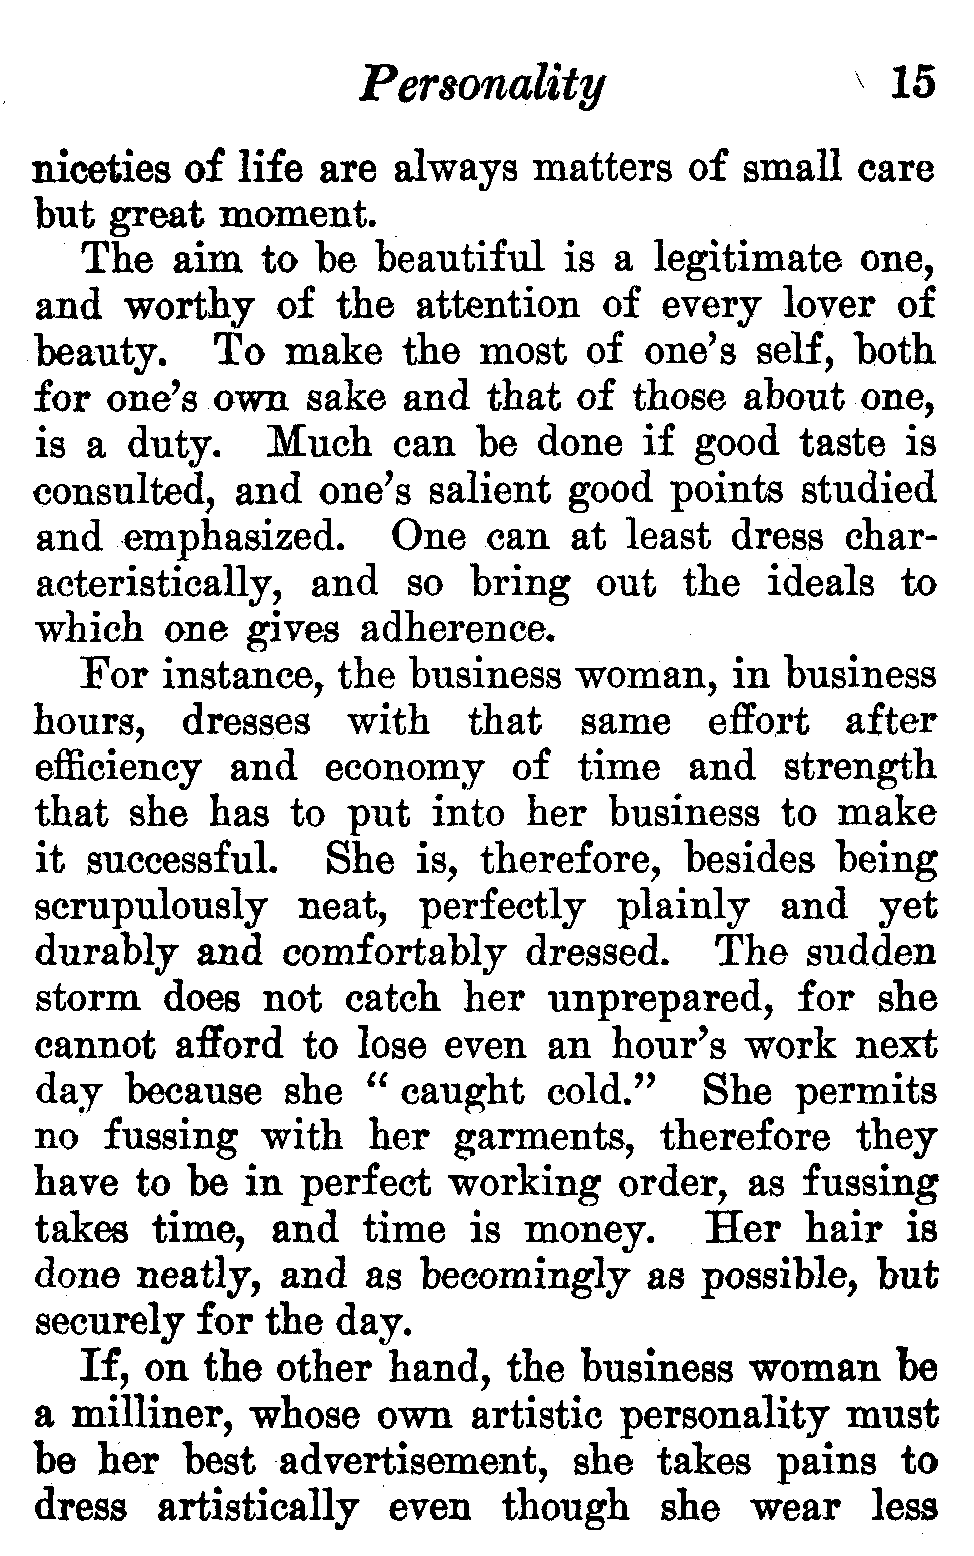 Personality 15
niceties of life are always matters of small care
but great moment.
The aim to be beautiful is a legitimate one,
and worthy of the attention of every lover of
beauty. To make the most of one's self, both
for one's own sake and that of those about one,
is a duty. Much can be done if good taste is
consulted, and one's salient good points studied
and emphasized. One can at least dress char-
acteristically, and so bring out the ideals to
which one gives adherence.
For instance, the business woman, in business
hours, dresses with that same effort after
efficiency and economy of time and strength
that she has to put into her business to make
it successful. She is, therefore, besides being
scrupulously neat, perfectly plainly and yet
durably and comfortably dressed. The sudden
storm does not catch her unprepared, for she
cannot afford to lose even an hour's work next
day because she "caught cold." She permits
no fussing with her garments, therefore they
have to be in perfect working order, as fussing
takes time, and time is money. Her hair is
done neatly, and as becomingly as possible, but
securely for the day.
If, on the other hand, the business woman be
a milliner, whose own artistic personality must
be her best advertisement, she takes pains to
dress artistically even though she wear less